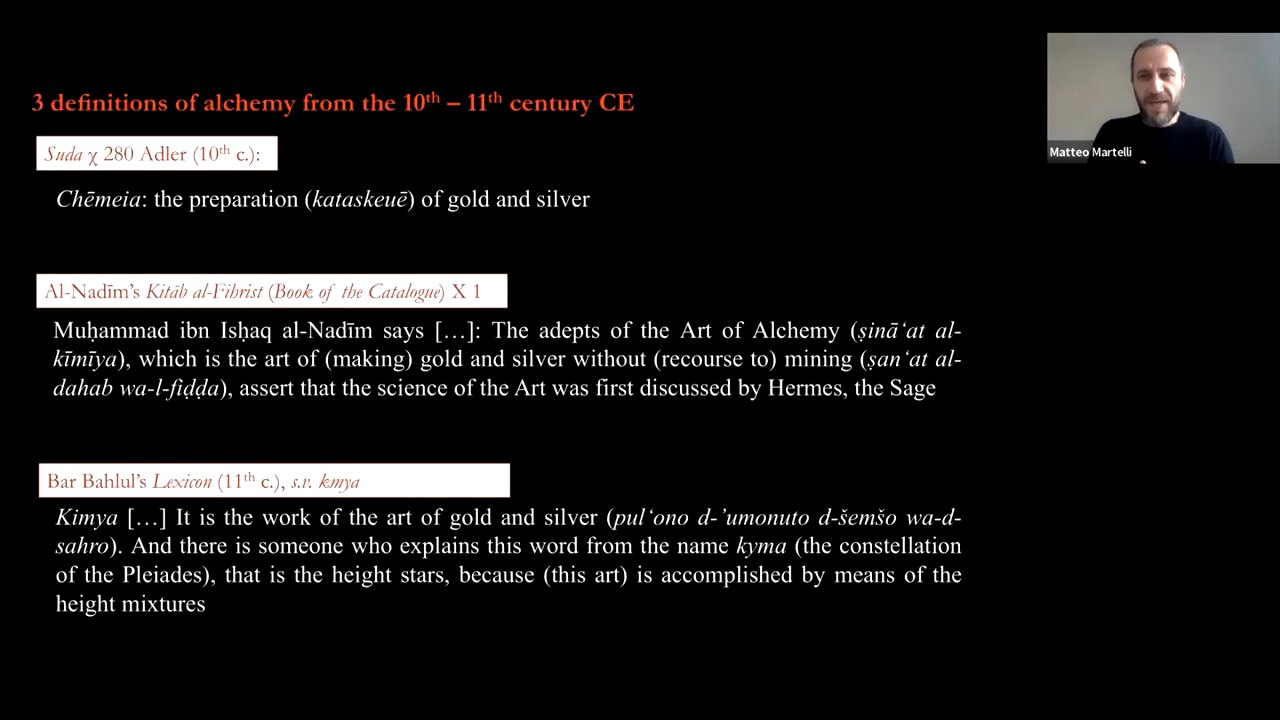 3 definitions of alchemy from the 10th – 11th century CE
Suda χ 280 Adler (10th c.):
Chēmeia: the preparation (kataskeuē) of gold and silver
Al-Nadīm’s Kitāb al-Fihrist (Book of the Catalogue) X 1
Muḥammad ibn Isḥaq al-Nadīm says […]: The adepts of the Art of Alchemy (ṣināʿat al-
kīmīya), which is the art of (making) gold and silver without (recourse to) mining (ṣanʿat al-
dahab wa-l-fiḍḍa), assert that the science of the Art was first discussed by Hermes, the Sage
Bar Bahlul’s Lexicon (11th c.), s.v. kmya
Kimya […] It is the work of the art of gold and silver (pulʿono d-ʾumonuto d-šemšo wa-d-
sahro). And there is someone who explains this word from the name kyma (the constellation
of the Pleiades), that is the height stars, because (this art) is accomplished by means of the
height mixtures
Matteo Martelli